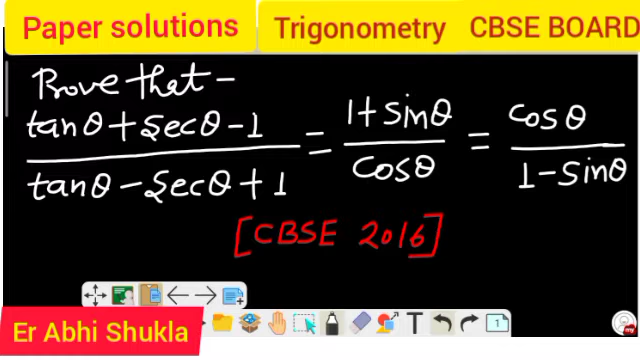 Paper solutions Trigonometry CBSE BOARD
Prove that -
tanθ + Secθ - 1 / tanθ - Secθ + 1 = 1 + sinθ / cosθ = cosθ / 1 - sinθ
[CBSE 2016]
Er Abhi Shukla
T 1
my